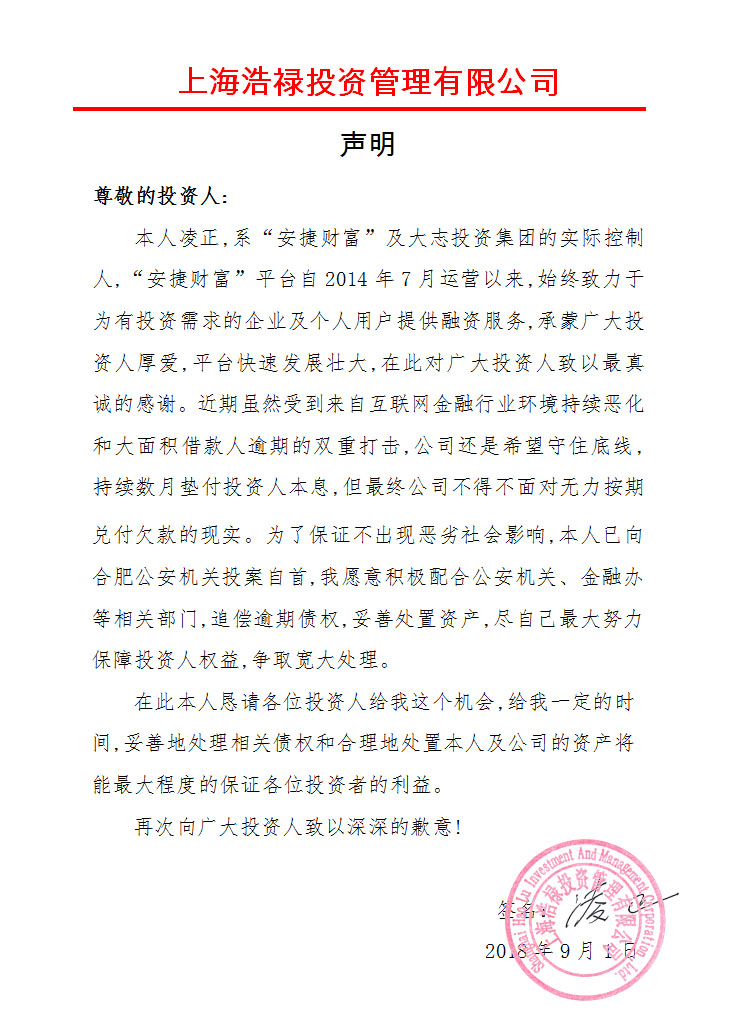 上海浩禄投资管理有限公司
声明
尊敬的投资人：
本人凌正,系“安捷财富”及大志投资集团的实际控制
人,“安捷财富”平台自2014年7月运营以来,始终致力于
为有投资需求的企业及个人用户提供融资服务,承蒙广大投
资人厚爱,平台快速发展壮大,在此对广大投资人致以最真
诚的感谢。近期虽然受到来自互联网金融行业环境持续恶化
和大面积借款人逾期的双重打击,公司还是希望守住底线,
持续数月垫付投资人本息,但最终公司不得不面对无力按期
兑付欠款的现实。为了保证不出现恶劣社会影响,本人已向
合肥公安机关投案自首,我愿意积极配合公安机关、金融办
等相关部门,追偿逾期债权,妥善处置资产,尽自己最大努力
保障投资人权益,争取宽大处理。
在此本人恳请各位投资人给我这个机会,给我一定的时
间,妥善地处理相关债权和合理地处置本人及公司的资产将
能最大程度的保证各位投资者的利益。
再次向广大投资人致以深深的歉意!
签名：凌正
2018年9月1日
Shanghai Hao Lu Investment And Management Corporation Ltd.
上海浩禄投资管理有限公司